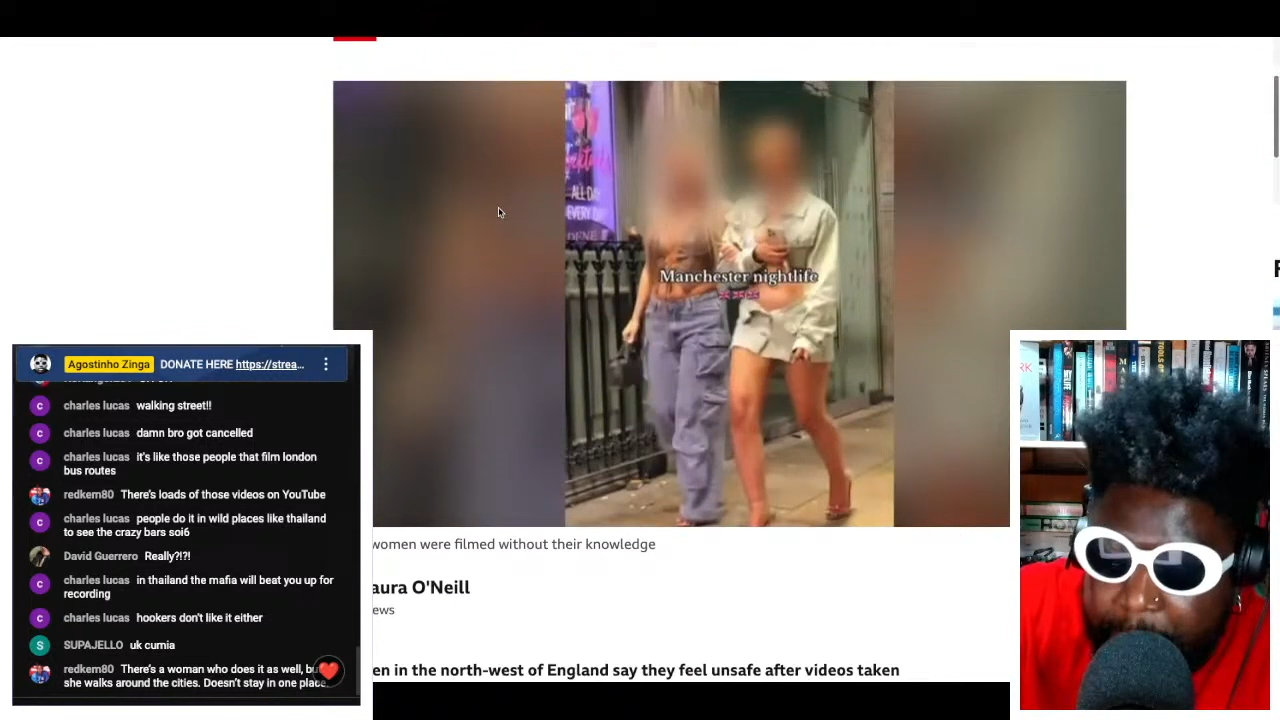 ALL DAY
EVERY DAY
DENE
Manchester nightlife
women were filmed without their knowledge
aura O'Neill
ews
en in the north-west of England say they feel unsafe after videos taken
Agostinho Zinga DONATE HERE https://strea...
charles lucas walking street!!
charles lucas damn bro got cancelled
charles lucas it's like those people that film london
bus routes
redkem80 There's loads of those videos on YouTube
charles lucas people do it in wild places like thailand
to see the crazy bars soi6
David Guerrero Really?!?!
charles lucas in thailand the mafia will beat you up for
recording
charles lucas hookers don't like it either
SUPAJELLO uk cumia
redkem80 There's a woman who does it as well, bu
she walks around the cities. Doesn't stay in one place.